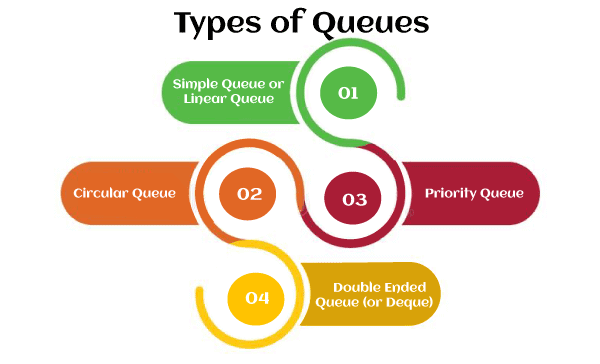 Types of Queues
Simple Queue or
Linear Queue
01
Circular Queue
02
03
Priority Queue
04
Double Ended
Queue (or Deque)